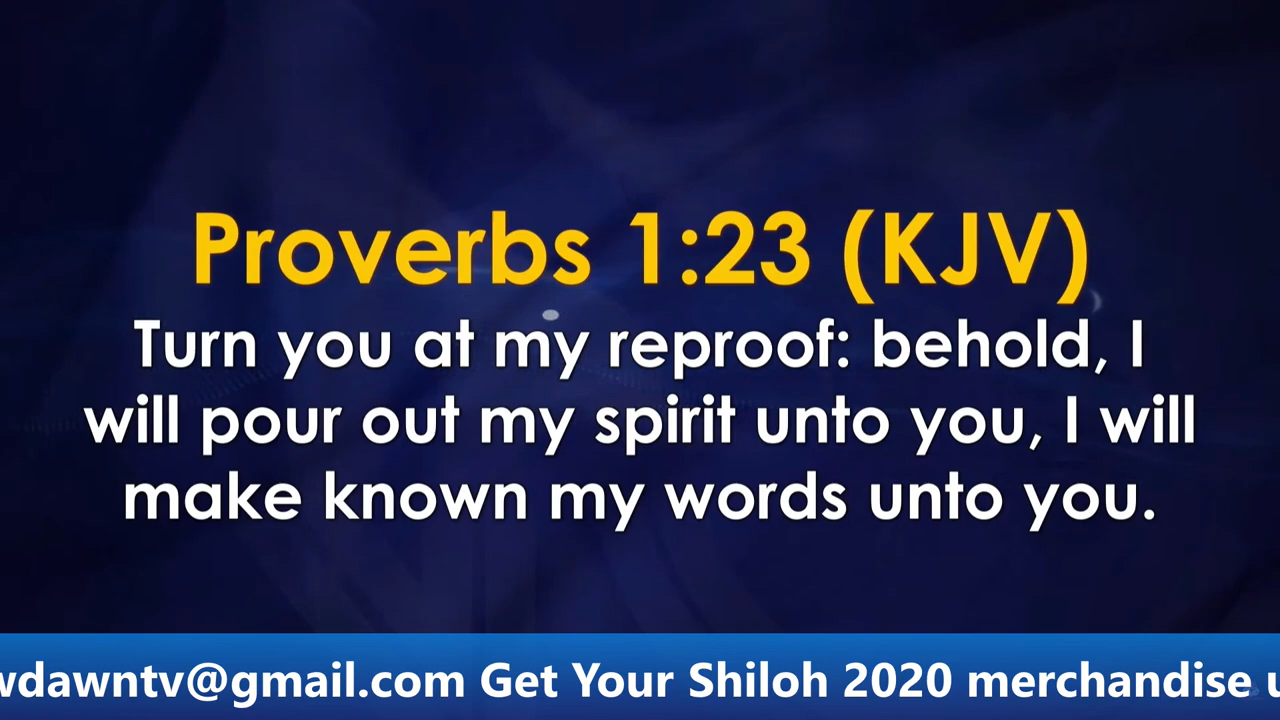 Proverbs 1:23 (KJV)
Turn you at my reproof: behold, I
will pour out my spirit unto you, I will
make known my words unto you.
wdawntv@gmail.com Get Your Shiloh 2020 merchandise